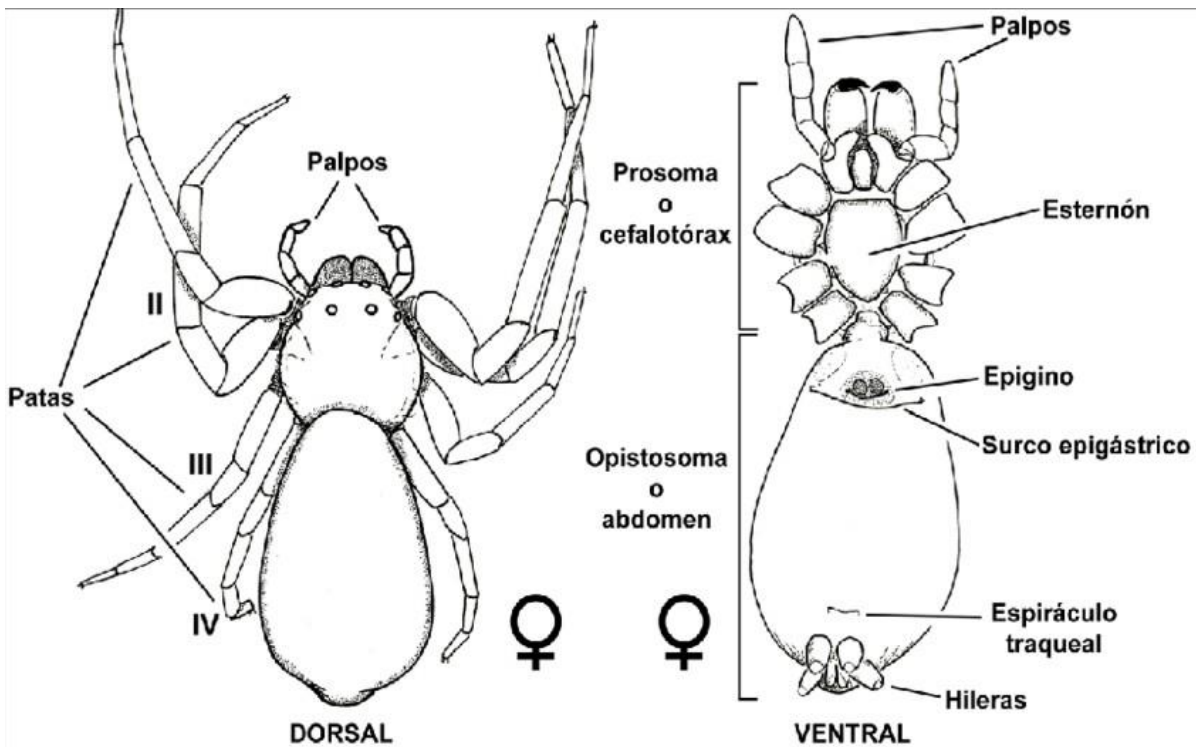 Palpos
II
Patas
III
IV
DORSAL
Palpos
Prosoma
o
cefalotórax
Esternón
Epigino
Surco epigástrico
Opistosoma
o
abdomen
Espiráculo
traqueal
Hileras
VENTRAL